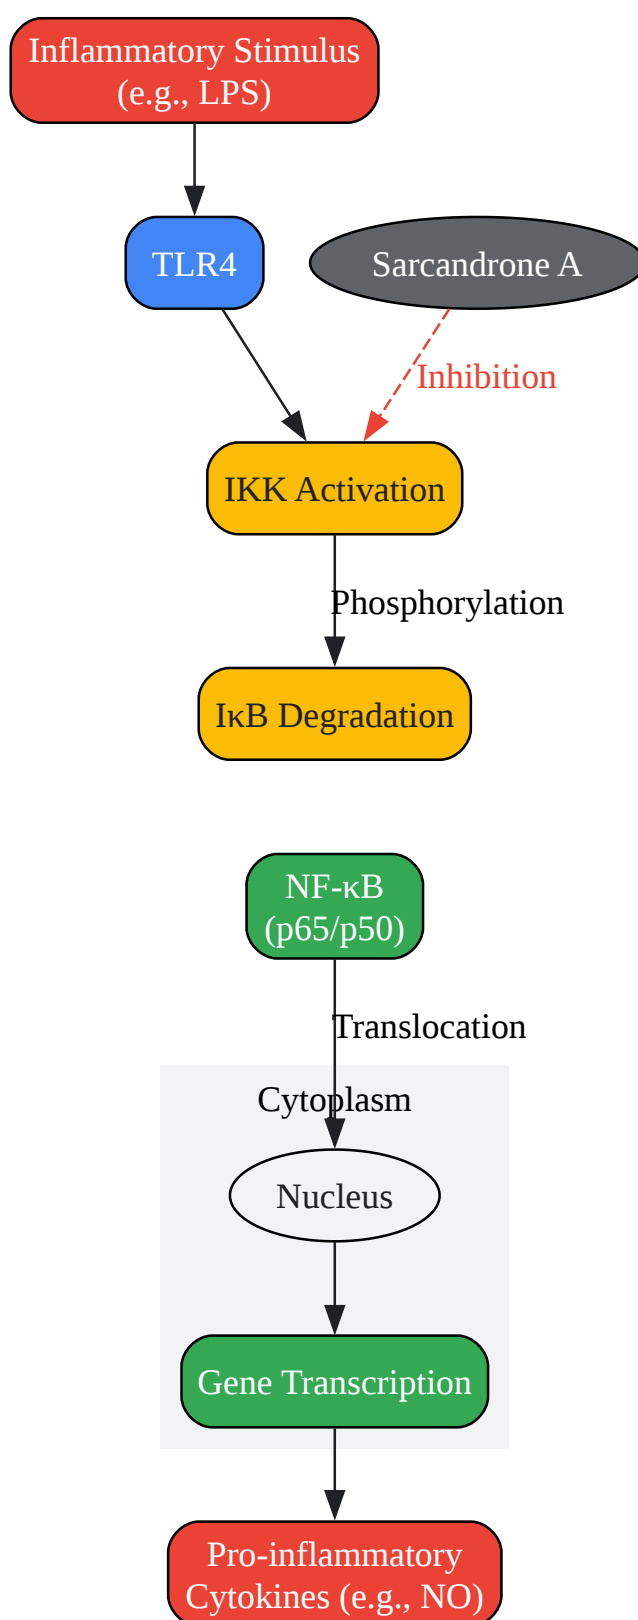 Inflammatory Stimulus
(e.g., LPS)
TLR4
Sarcandrone A
Inhibition
IKK Activation
Phosphorylation
IκB Degradation
NF-κB
(p65/p50)
Translocation
Cytoplasm
Nucleus
Gene Transcription
Pro-inflammatory
Cytokines (e.g., NO)